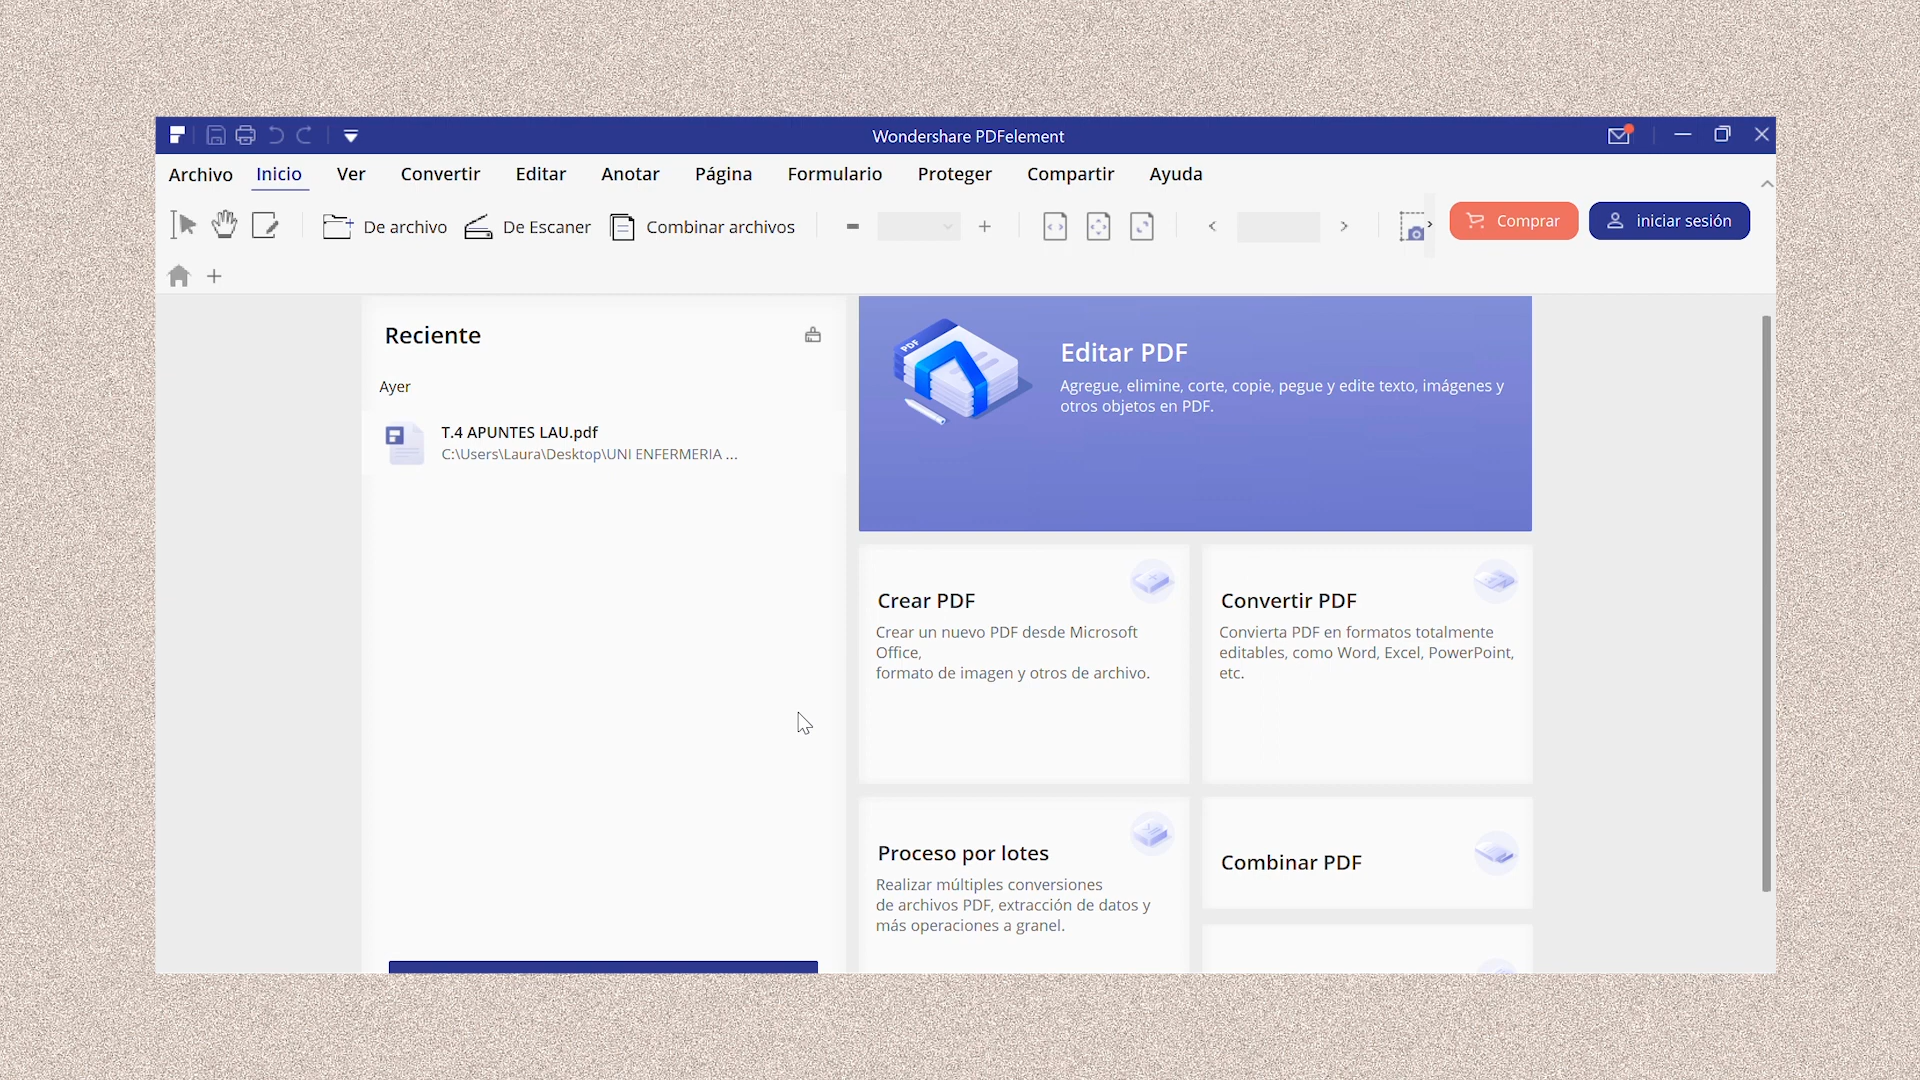 Wondershare PDFelement
Archivo Inicio Ver Convertir Editar Anotar Página Formulario Proteger Compartir Ayuda
De archivo De Escaner Combinar archivos Comprar iniciar sesión
Reciente
Ayer
T.4 APUNTES LAU.pdf
C:\Users\Laura\Desktop\UNI ENFERMERIA ...
PDF
Editar PDF
Agregue, elimine, corte, copie, pegue y edite texto, imágenes y
otros objetos en PDF.
Crear PDF
Crear un nuevo PDF desde Microsoft
Office,
formato de imagen y otros de archivo.
Convertir PDF
Convierta PDF en formatos totalmente
editables, como Word, Excel, PowerPoint,
etc.
Proceso por lotes
Realizar múltiples conversiones
de archivos PDF, extracción de datos y
más operaciones a granel.
Combinar PDF